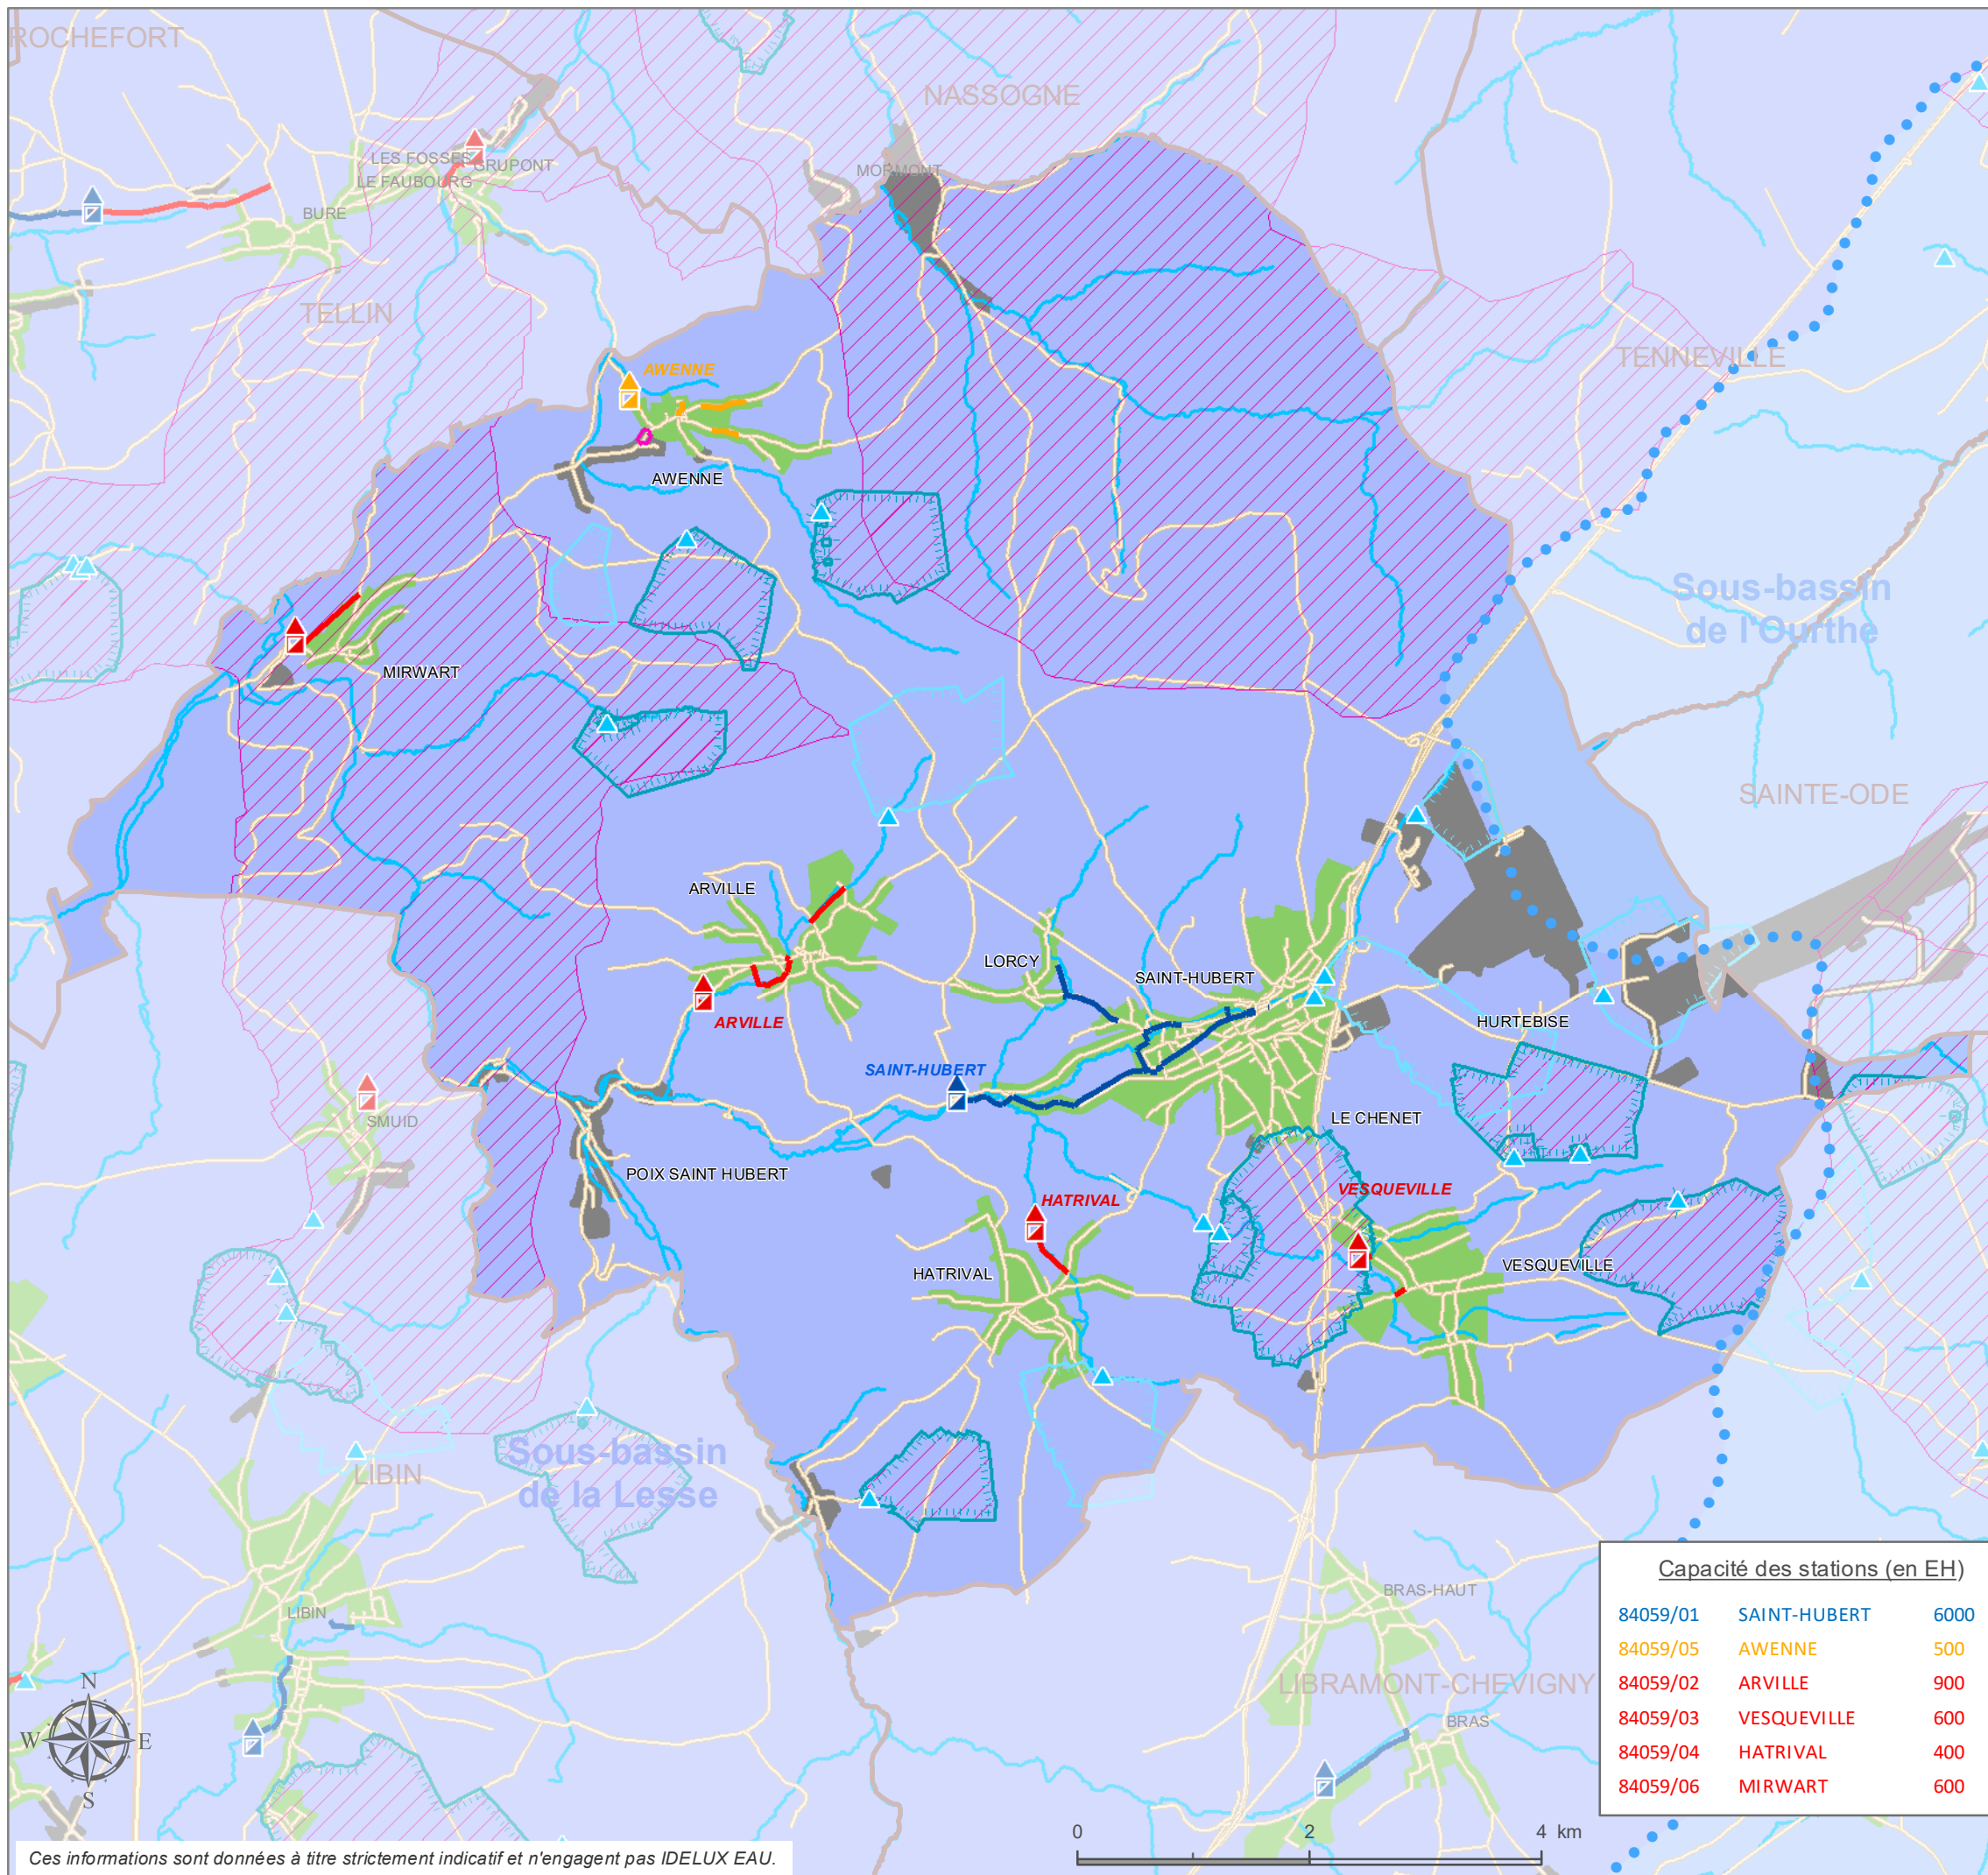 ROCHEFORT
NASSOGNE
LES FOSSES
GRUPONT
LE FAUBOURG
MORMONT
BURE
TELLIN
TENNEVILLE
AWENNE
AWENNE
Sous-bassin
de l'Ourthe
MIRWART
SAINTE-ODE
ARVILLE
LORCY
SAINT-HUBERT
ARVILLE
HURTEBISE
SAINT-HUBERT
SMUID
LE CHENET
POIX SAINT HUBERT
HATRIVAL
VESQUEVILLE
HATRIVAL
VESQUEVILLE
Sous-bassin
de la Lesse
LIBIN
LIBIN
BRAS-HAUT
LIBRAMONT-CHEVIGNY
BRAS
Capacité des stations (en EH)
84059/01 SAINT-HUBERT 6000
84059/05 AWENNE 500
84059/02 ARVILLE 900
84059/03 VESQUEVILLE 600
84059/04 HATRIVAL 400
84059/06 MIRWART 600
N
W E
S
0 2 4 km
Ces informations sont données à titre strictement indicatif et n'engagent pas IDELUX EAU.